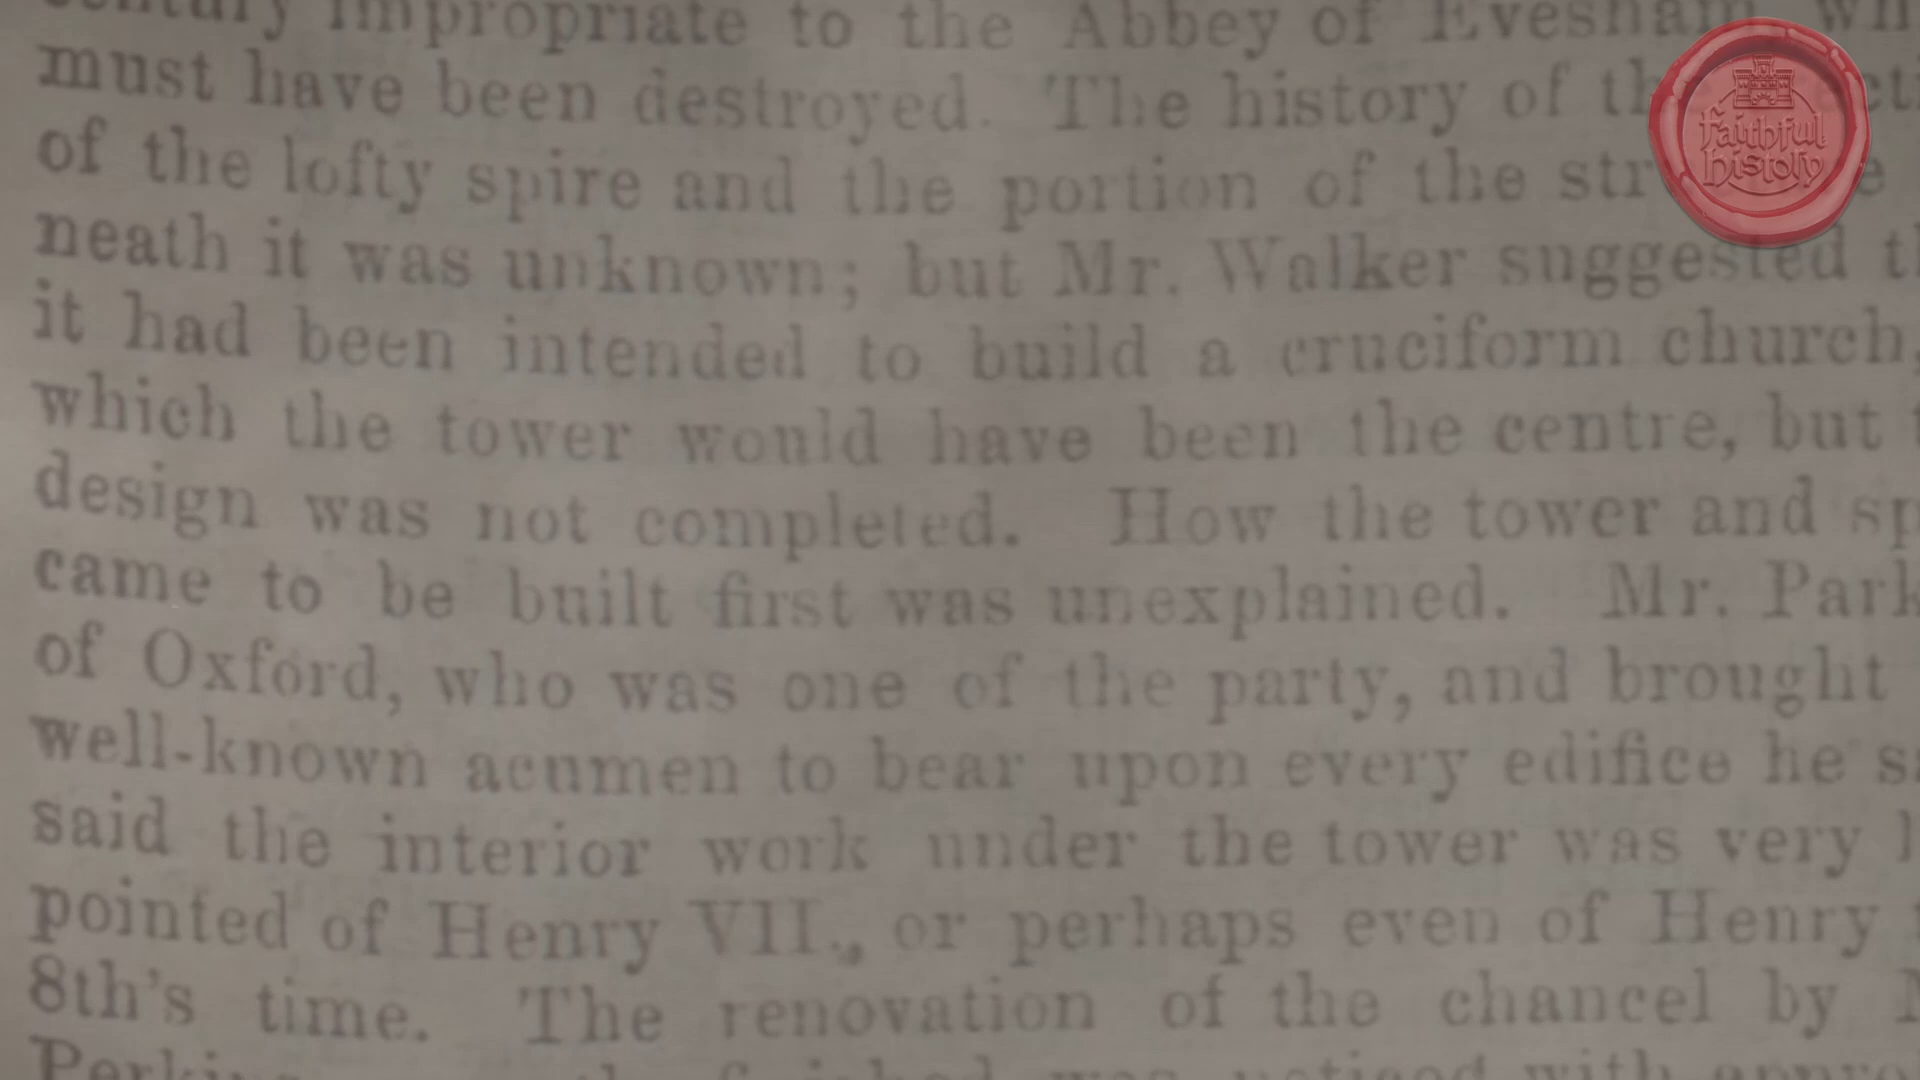 century impropriate to the Abbey of Evesham,
must have been destroyed. The history of
of the lofty spire and the portion of the
neath it was unknown; but Mr. Walker suggested
it had been intended to build a cruciform church,
which the tower would have been the centre, but
design was not completed. How the tower and
came to be built first was unexplained. Mr.
of Oxford, who was one of the party, and brought
well-known acumen to bear upon every edifice he
said the interior work under the tower was very
pointed of Henry VII., or perhaps even of Henry
8th's time. The renovation of the chancel by
was noticed with
Faithful
History